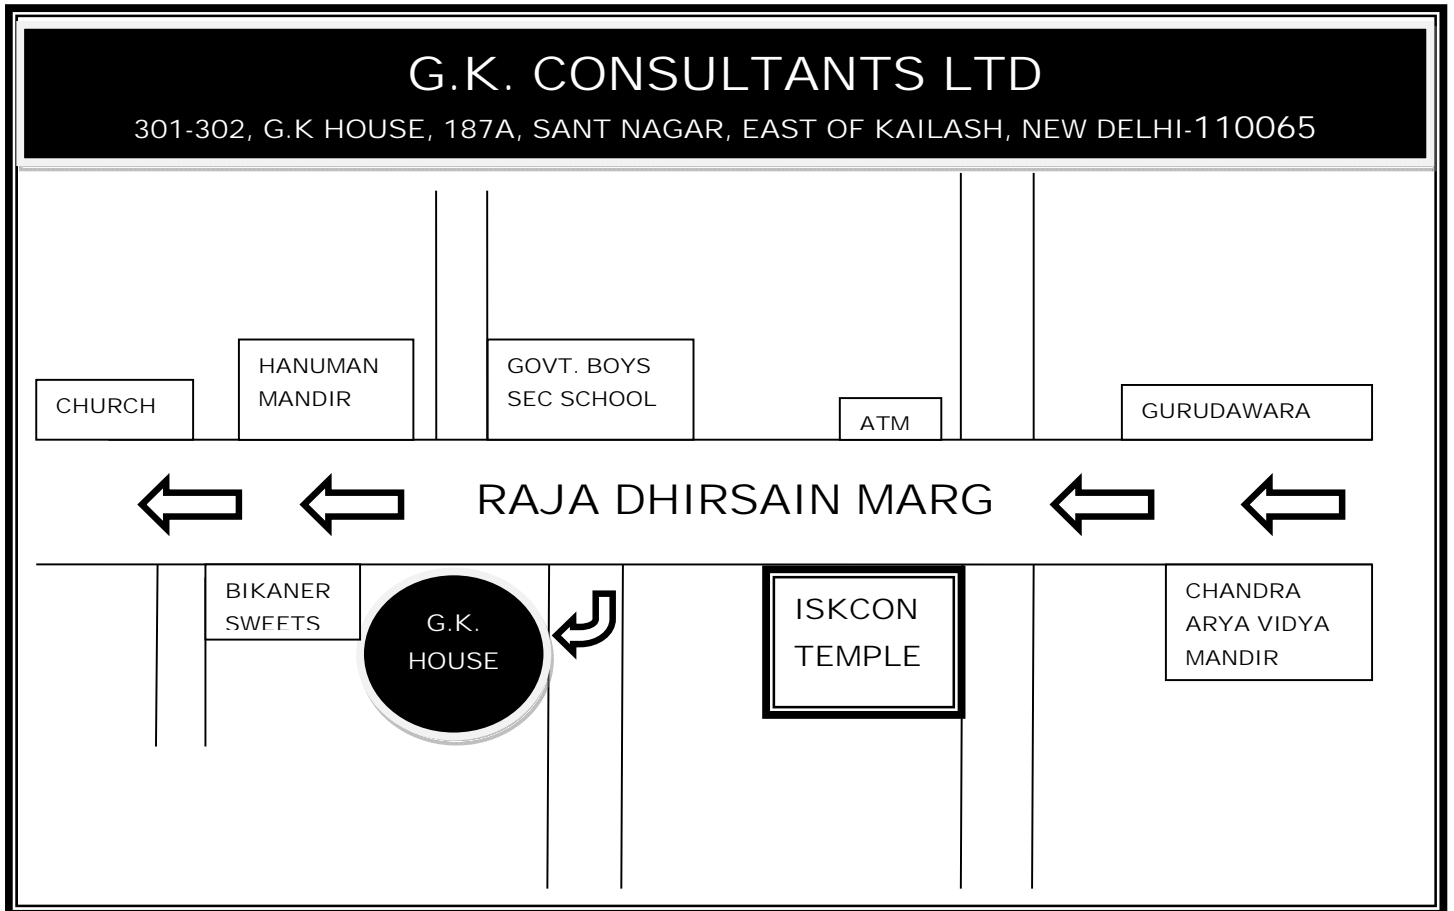 G.K. CONSULTANTS LTD
301-302, G.K HOUSE, 187A, SANT NAGAR, EAST OF KAILASH, NEW DELHI-110065
HANUMAN
MANDIR
GOVT. BOYS
SEC SCHOOL
CHURCH
ATM
GURUDAWARA
RAJA DHIRSAIN MARG
BIKANER
SWEETS
G.K.
HOUSE
ISKCON
TEMPLE
CHANDRA
ARYA VIDYA
MANDIR